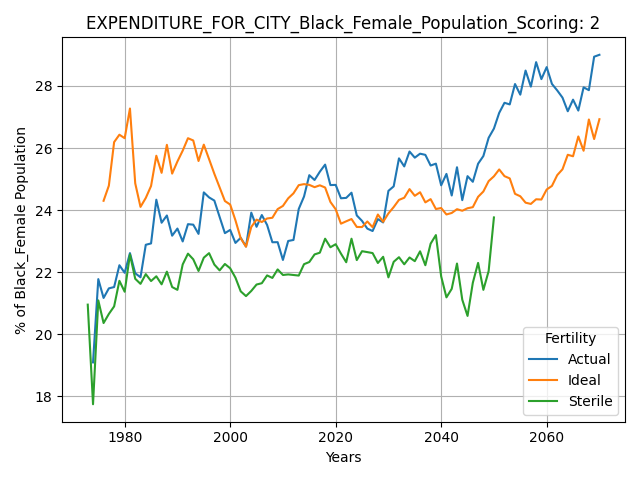 EXPENDITURE_FOR_CITY_Black_Female_Population_Scoring: 2
% of Black_Female Population
28
26
24
22
20
18
1980 2000 2020 2040 2060
Years
Fertility
Actual
Ideal
Sterile